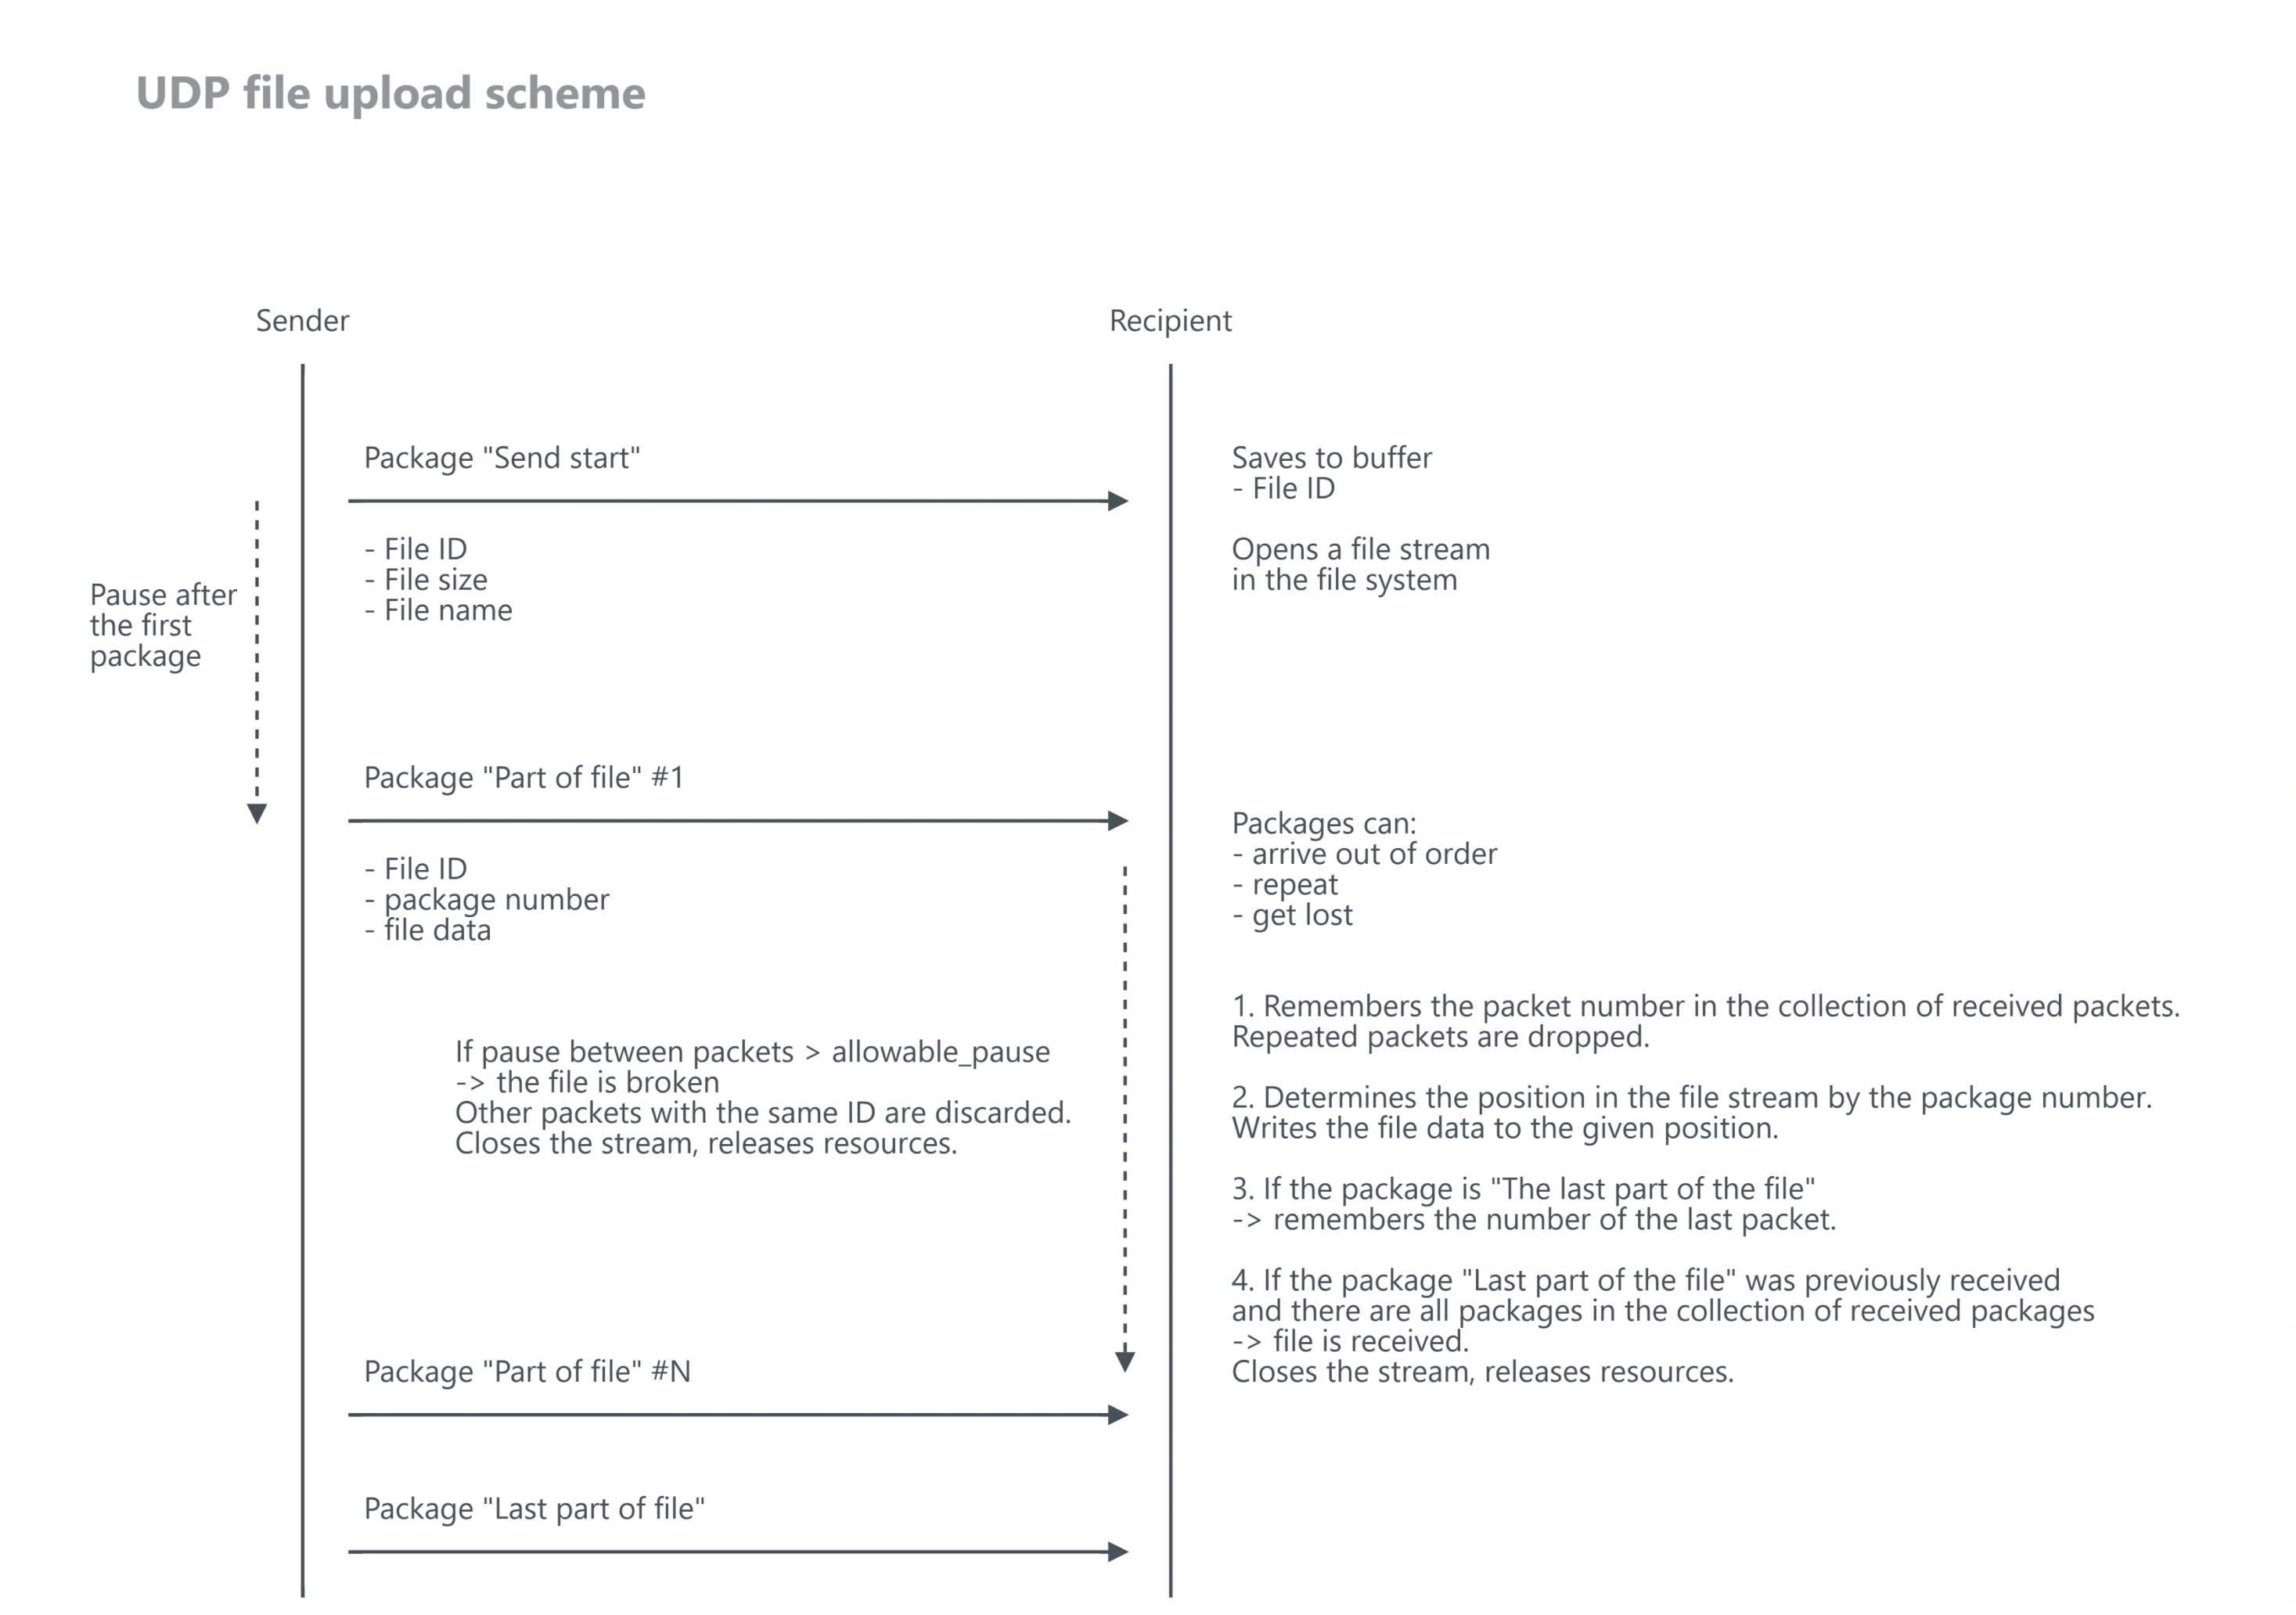 UDP file upload scheme
Sender
Recipient
Package "Send start"
- File ID
- File size
- File name
Saves to buffer
- File ID
Opens a file stream
in the file system
Pause after
the first
package
Package "Part of file" #1
- File ID
- package number
- file data
Packages can:
- arrive out of order
- repeat
- get lost
If pause between packets > allowable_pause
-> the file is broken
Other packets with the same ID are discarded.
Closes the stream, releases resources.
1. Remembers the packet number in the collection of received packets.
Repeated packets are dropped.
2. Determines the position in the file stream by the package number.
Writes the file data to the given position.
3. If the package is "The last part of the file"
-> remembers the number of the last packet.
4. If the package "Last part of the file" was previously received
and there are all packages in the collection of received packages
-> file is received.
Closes the stream, releases resources.
Package "Part of file" #N
Package "Last part of file"